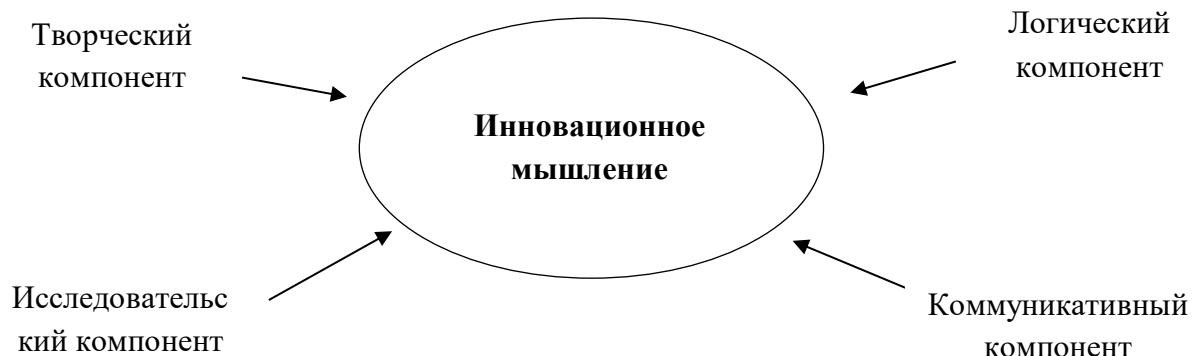 Творческий
компонент
Логический
компонент
Инновационное
мышление
Исследовательс
кий компонент
Коммуникативный
компонент